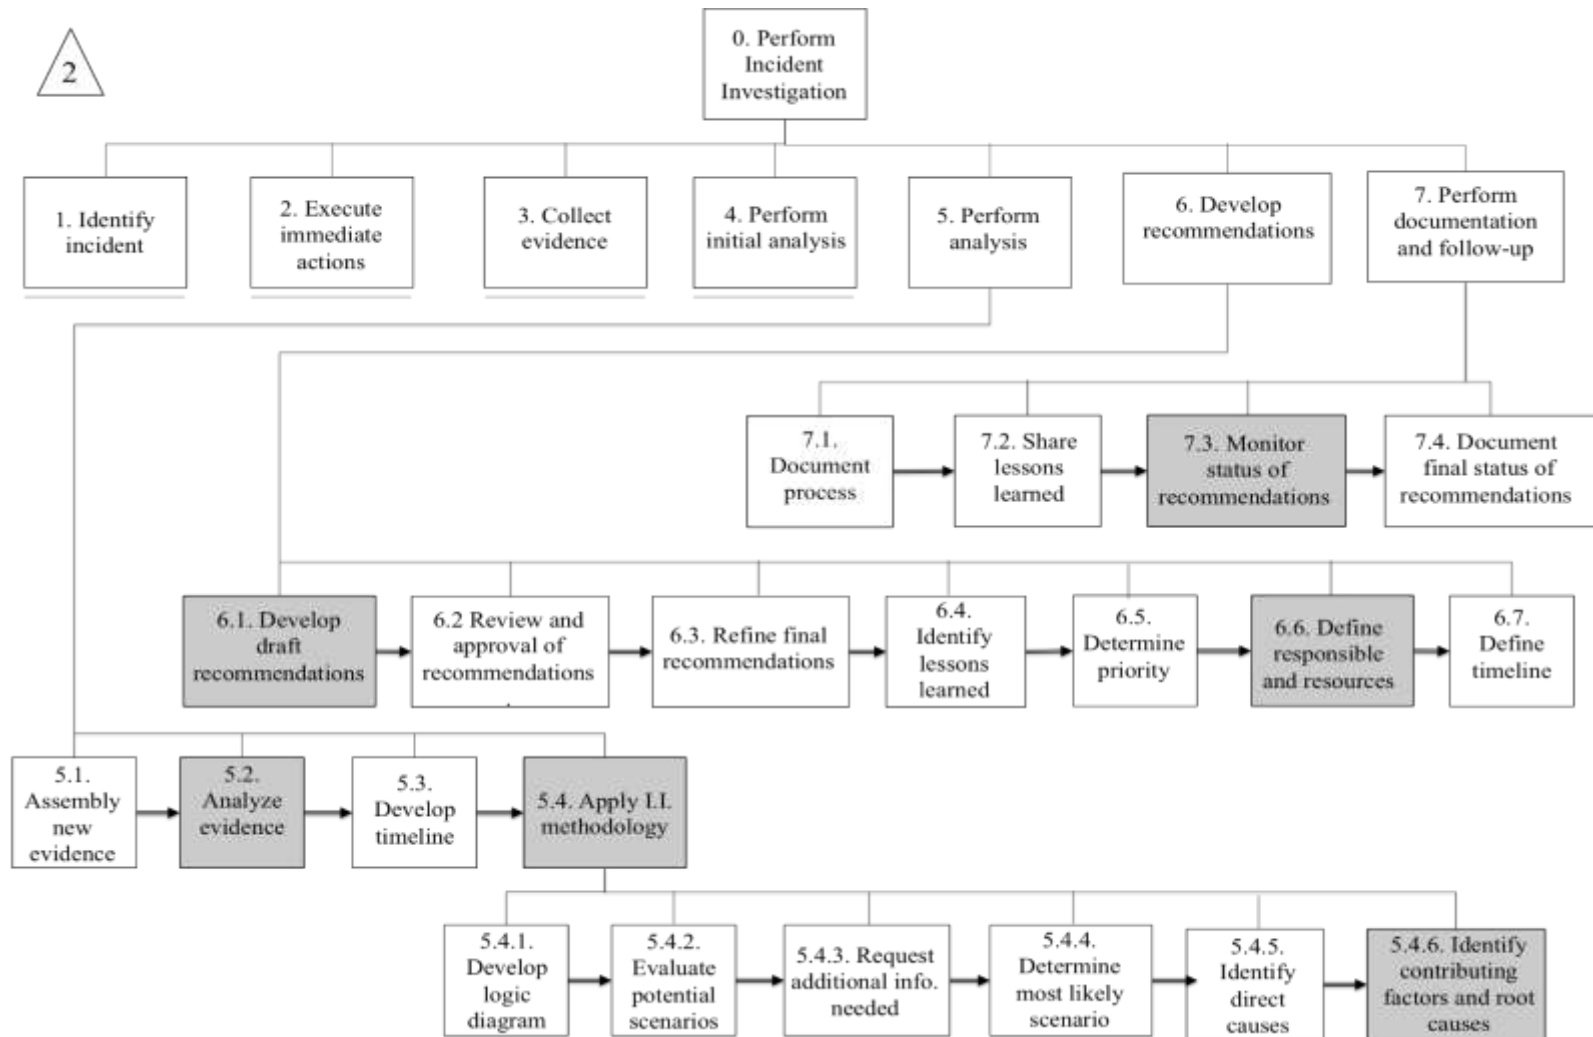 2
0. Perform
Incident
Investigation
1. Identify
incident
2. Execute
immediate
actions
3. Collect
evidence
4. Perform
initial analysis
5. Perform
analysis
6. Develop
recommendations
7. Perform
documentation
and follow-up
7.1.
Document
process
7.2. Share
lessons
learned
7.3. Monitor
status of
recommendations
7.4. Document
final status of
recommendations
6.1. Develop
draft
recommendations
6.2 Review and
approval of
recommendations
6.3. Refine final
recommendations
6.4.
Identify
lessons
learned
6.5.
Determine
priority
6.6. Define
responsible
and resources
6.7.
Define
timeline
5.1.
Assembly
new
evidence
5.2.
Analyze
evidence
5.3.
Develop
timeline
5.4. Apply I.I.
methodology
5.4.1.
Develop
logic
diagram
5.4.2.
Evaluate
potential
scenarios
5.4.3. Request
additional info.
needed
5.4.4.
Determine
most likely
scenario
5.4.5.
Identify
direct
causes
5.4.6. Identify
contributing
factors and root
causes